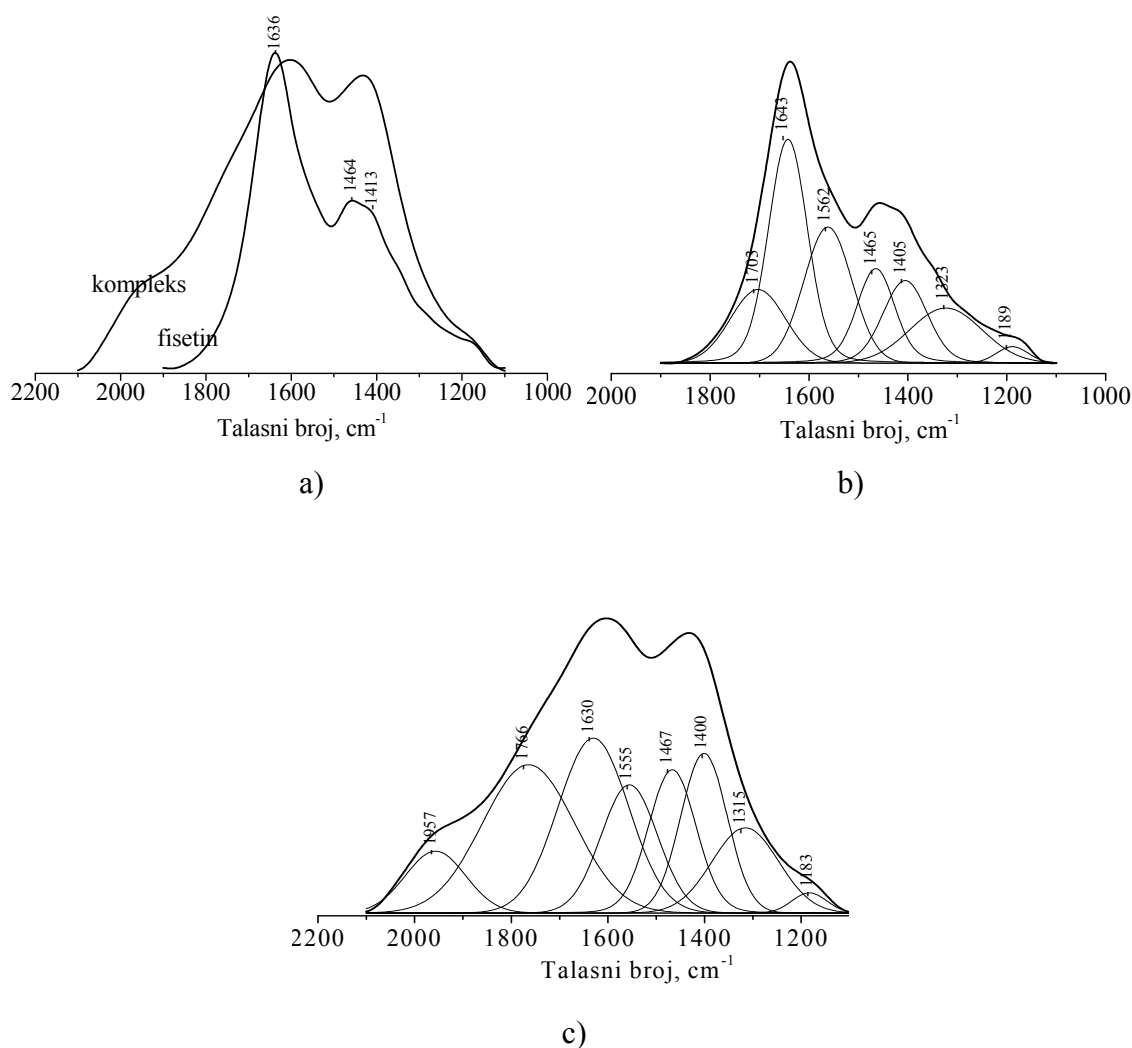 1636
1464
1413
kompleks
fisetin
2200 2000 1800 1600 1400 1200 1000
Talasni broj, cm-1
a)
1643
1562
1703
1465
1405
1323
1189
2000 1800 1600 1400 1200 1000
Talasni broj, cm-1
b)
1957
1766
1630
1555
1467
1400
1315
1183
2200 2000 1800 1600 1400 1200
Talasni broj, cm-1
c)